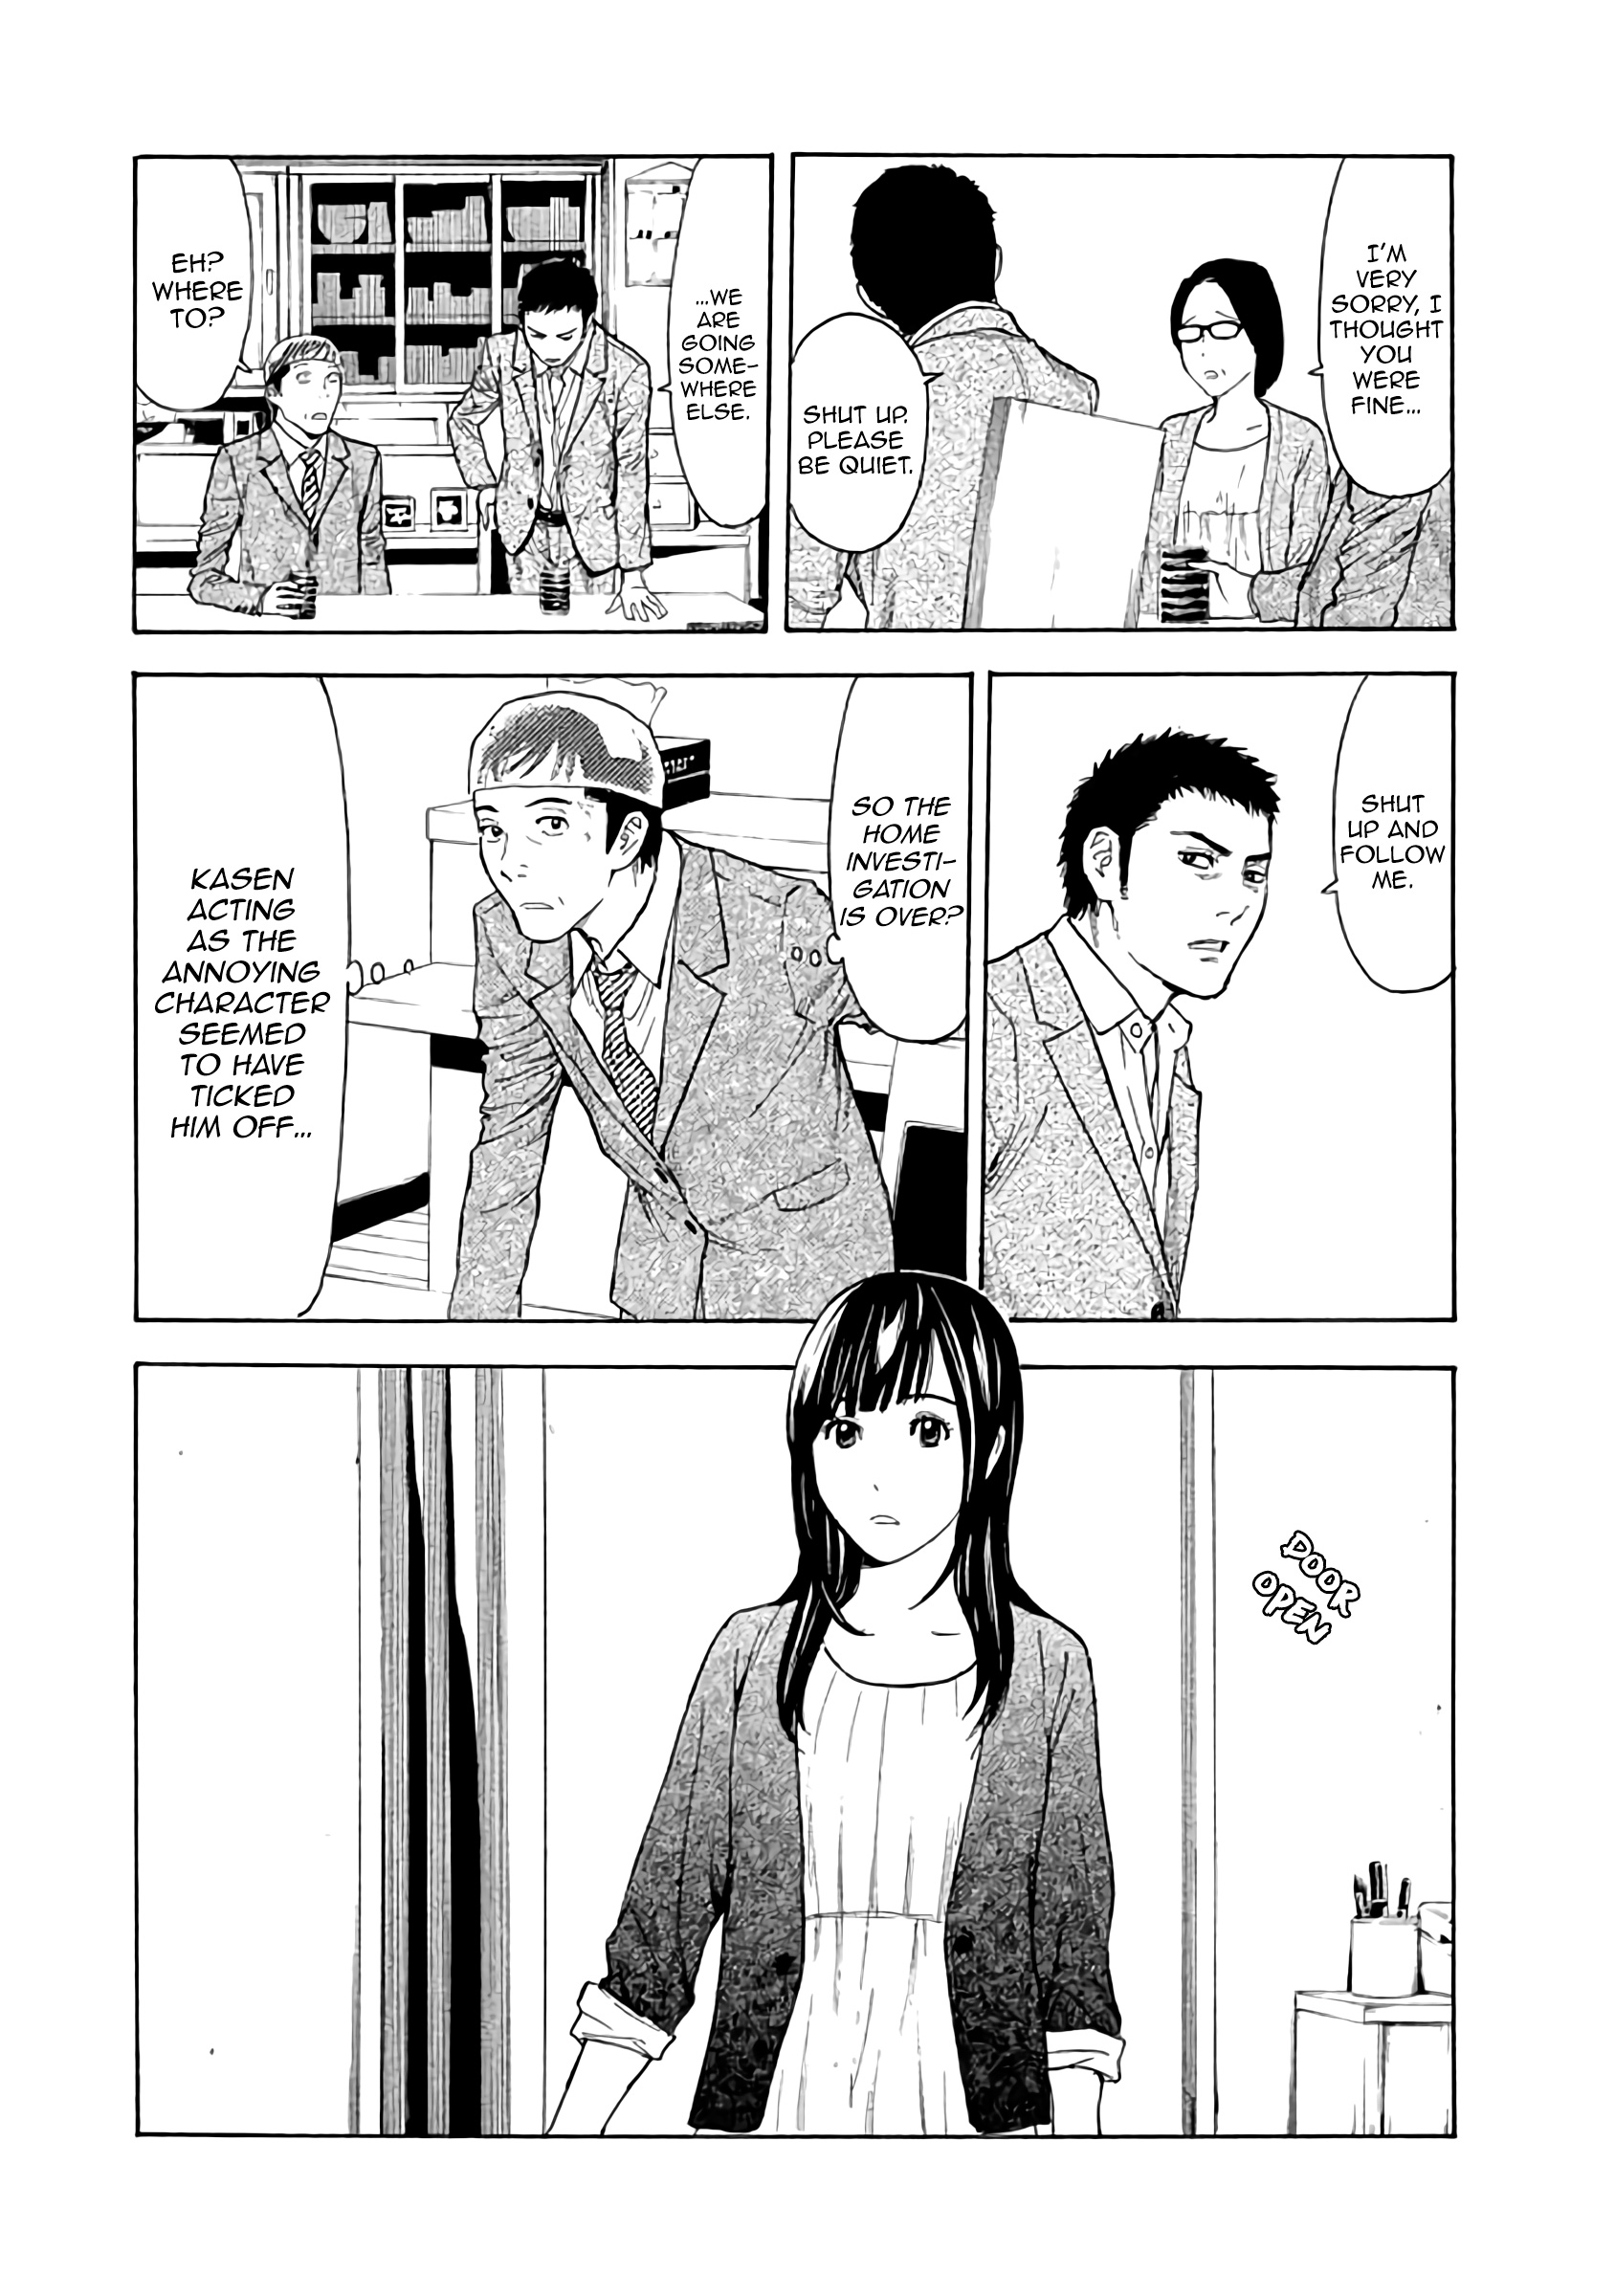 I'M
VERY
SORRY, I
THOUGHT
YOU
WERE
FINE...
SHUT UP.
PLEASE
BE QUIET.
...WE
ARE
GOING
SOME-
WHERE
ELSE.
EH?
WHERE
TO?
SHUT
UP AND
FOLLOW
ME.
SO THE
HOME
INVESTI-
GATION
IS OVER?
KASEN
ACTING
AS THE
ANNOYING
CHARACTER
SEEMED
TO HAVE
TICKED
HIM OFF...
DOOR
OPEN